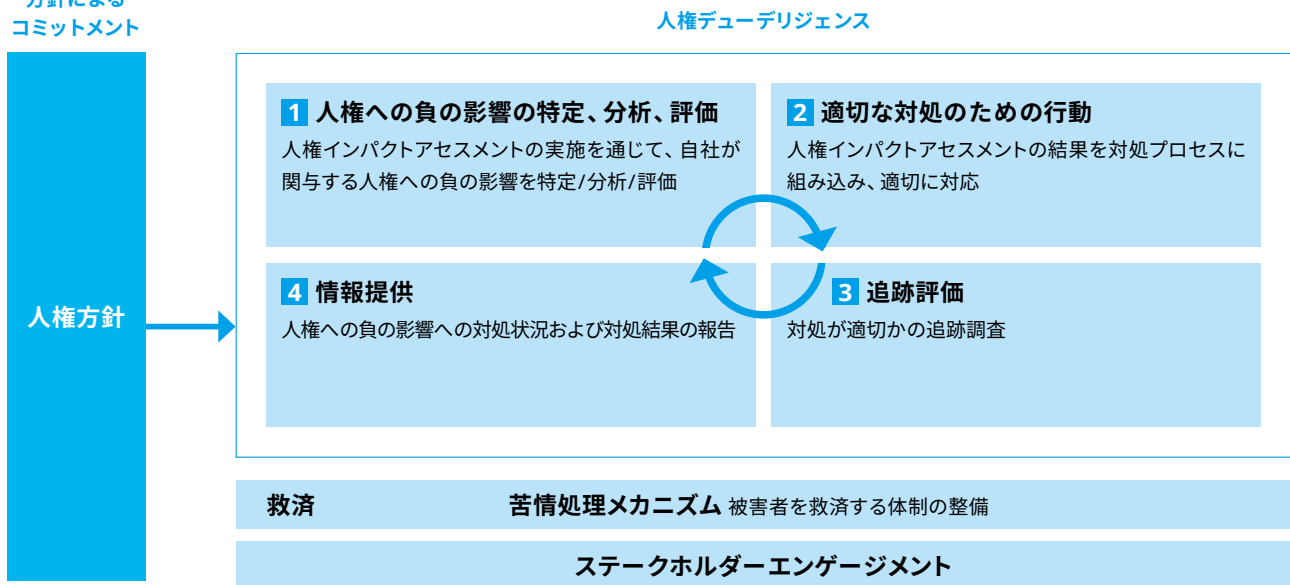 方針による
コミットメント
人権デューデリジェンス
人権方針
1 人権への負の影響の特定、分析、評価
人権インパクトアセスメントの実施を通じて、自社が
関与する人権への負の影響を特定/分析/評価
2 適切な対処のための行動
人権インパクトアセスメントの結果を対処プロセスに
組み込み、適切に対応
4 情報提供
人権への負の影響への対処状況および対処結果の報告
3 追跡評価
対処が適切かの追跡調査
救済
苦情処理メカニズム 被害者を救済する体制の整備
ステークホルダーエンゲージメント